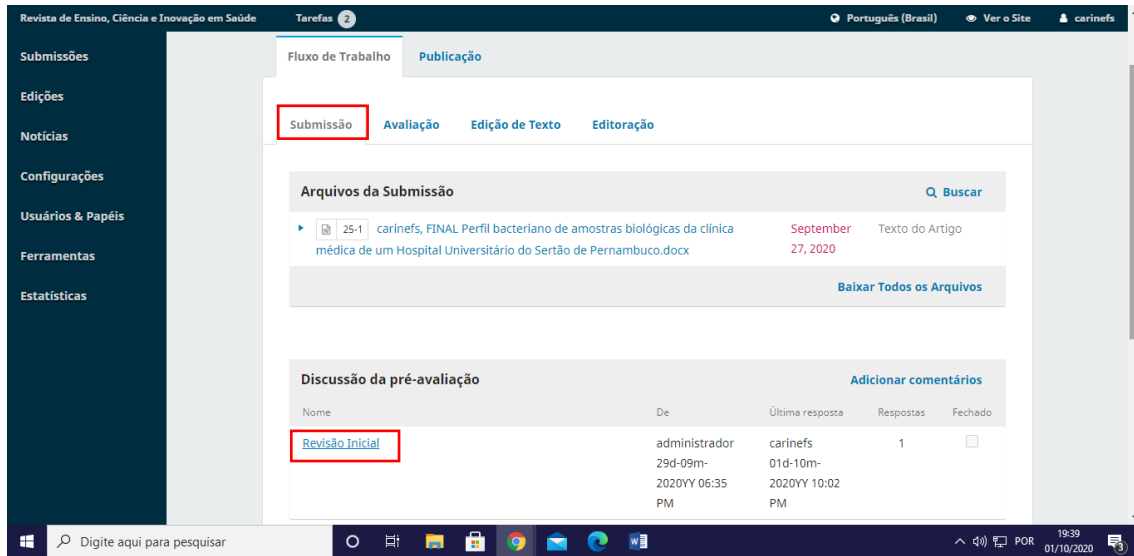 Revista de Ensino, Ciência e Inovação em Saúde
Tarefas 2
Português (Brasil)
Ver o Site
carinefs
Submissões
Edições
Notícias
Configurações
Usuários & Papéis
Ferramentas
Estatísticas
Fluxo de Trabalho
Publicação
Submissão
Avaliação
Edição de Texto
Editoração
Arquivos da Submissão
Buscar
25-1 carinefs, FINAL Perfil bacteriano de amostras biológicas da clínica
médica de um Hospital Universitário do Sertão de Pernambuco.docx
September
27, 2020
Texto do Artigo
Baixar Todos os Arquivos
Discussão da pré-avaliação
Adicionar comentários
Nome
De
Última resposta
Respostas
Fechado
Revisão Inicial
administrador
29d-09m-
2020YY 06:35
PM
carinefs
01d-10m-
2020YY 10:02
PM
1
Digite aqui para pesquisar
POR
19:39
01/10/2020
3